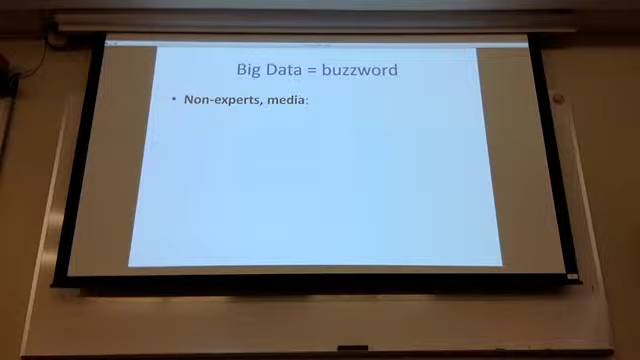 Big Data = buzzword
• Non-experts, media: